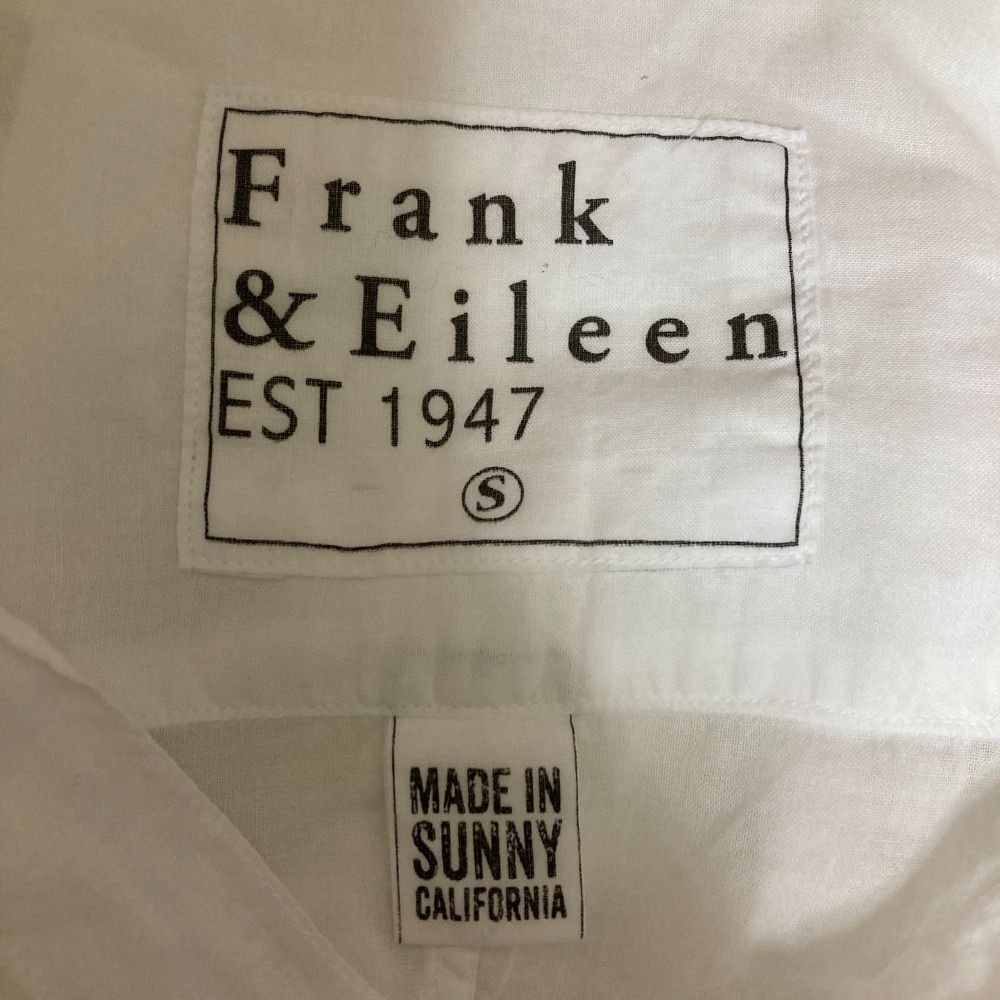 Frank
& Eileen
EST 1947
S
MADE IN
SUNNY
CALIFORNIA